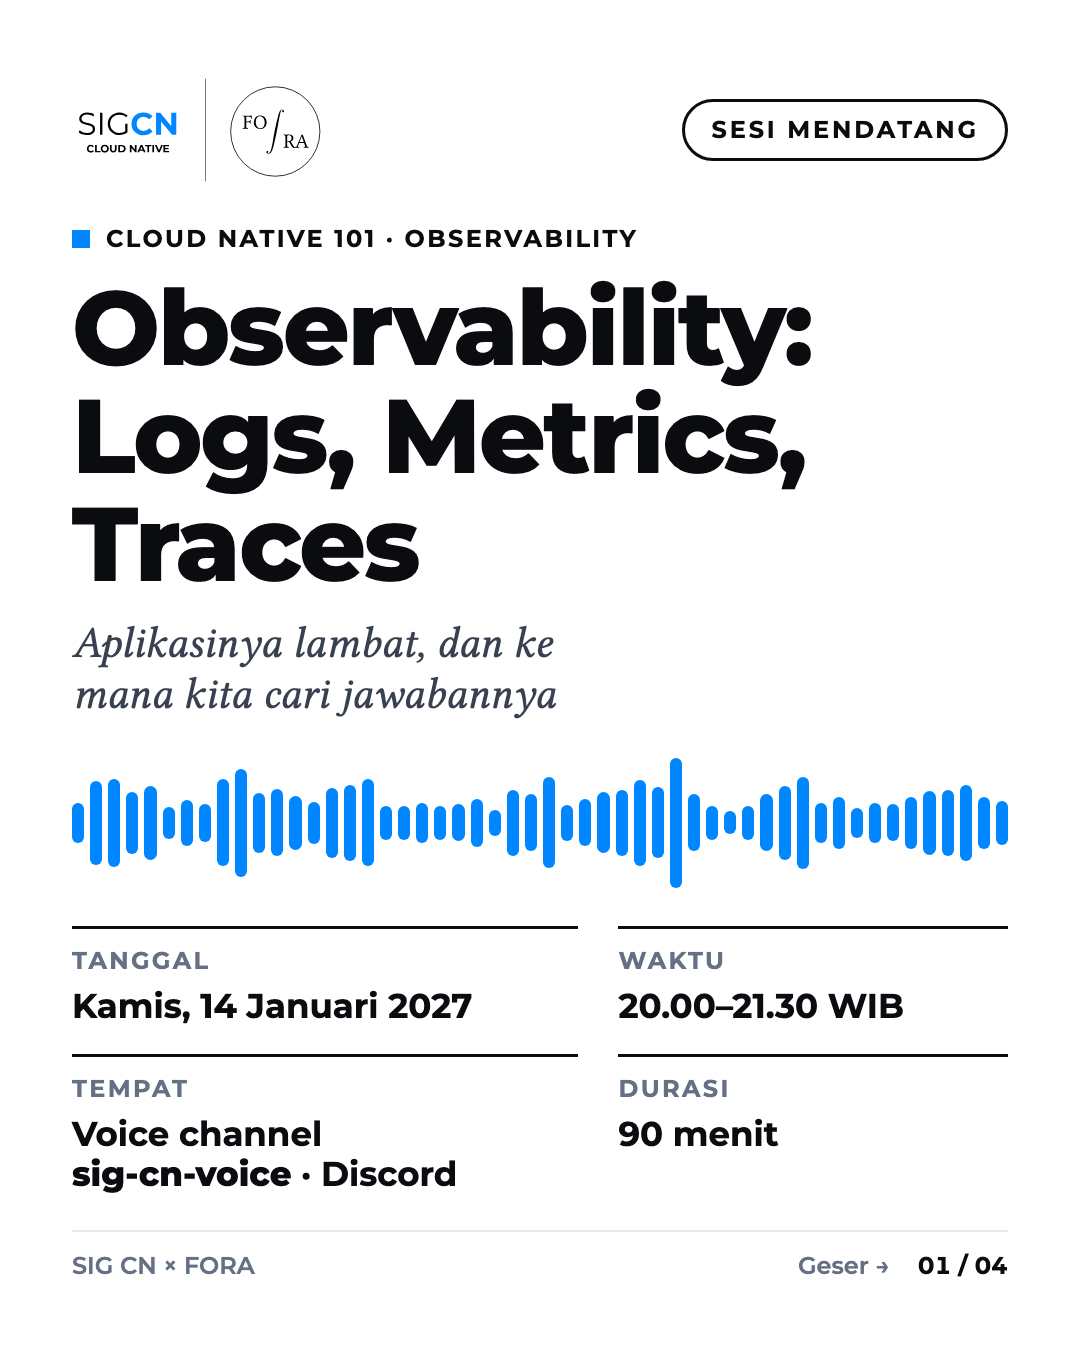 SIGCN
CLOUD NATIVE
FO
RA
SESI MENDATANG
CLOUD NATIVE 101 · OBSERVABILITY
Observability:
Logs, Metrics,
Traces
Aplikasinya lambat, dan ke
mana kita cari jawabannya
TANGGAL
Kamis, 14 Januari 2027
WAKTU
20.00–21.30 WIB
TEMPAT
Voice channel
sig-cn-voice · Discord
DURASI
90 menit
SIG CN × FORA
Geser → 01 / 04